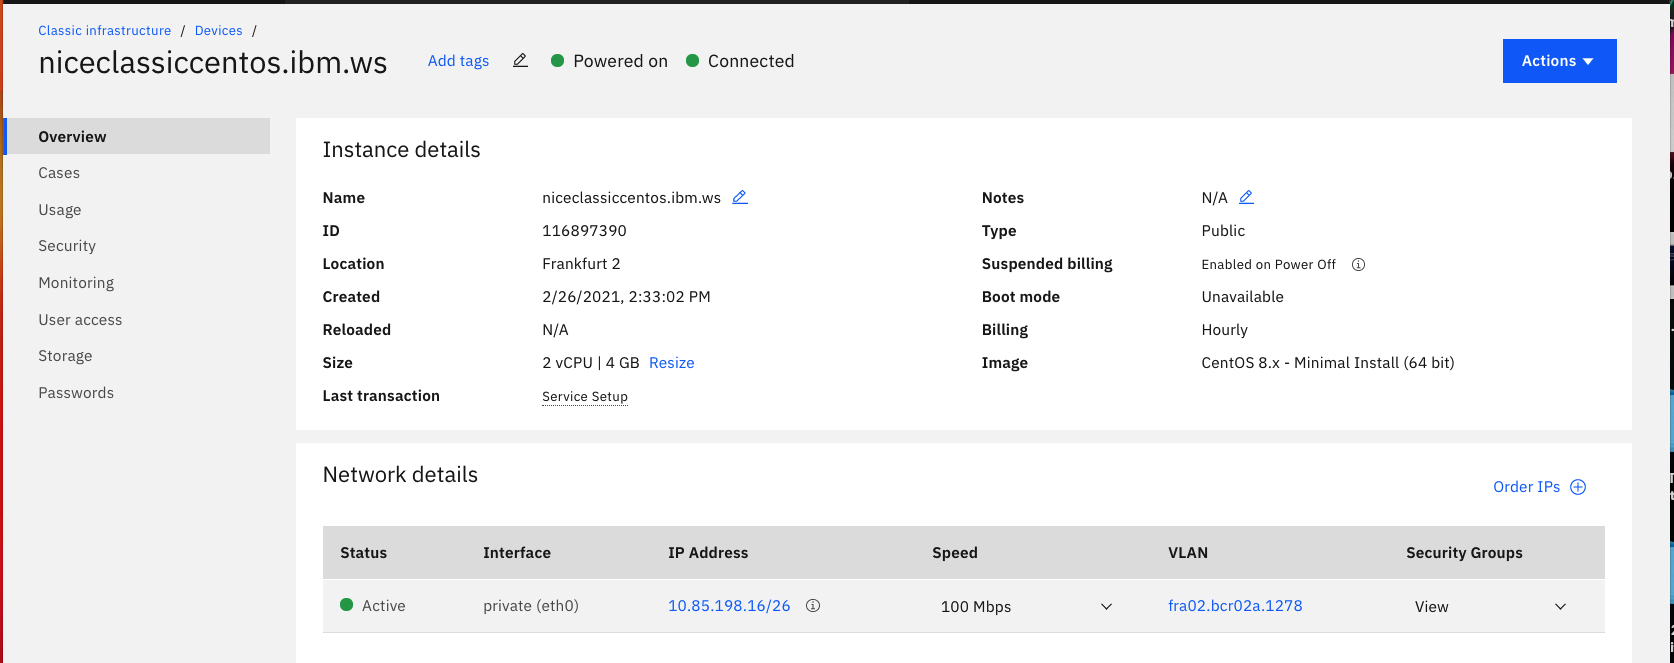 Classic infrastructure / Devices /
niceclassiccentos.ibm.ws Add tags Powered on Connected Actions
Overview
Cases
Usage
Security
Monitoring
User access
Storage
Passwords
Instance details
Name niceclassiccentos.ibm.ws Notes N/A
ID 116897390 Type Public
Location Frankfurt 2 Suspended billing Enabled on Power Off
Created 2/26/2021, 2:33:02 PM Boot mode Unavailable
Reloaded N/A Billing Hourly
Size 2 vCPU | 4 GB Resize Image CentOS 8.x - Minimal Install (64 bit)
Last transaction Service Setup
Network details
Order IPs
Status Interface IP Address Speed VLAN Security Groups
Active private (eth0) 10.85.198.16/26 100 Mbps fra02.bcr02a.1278 View